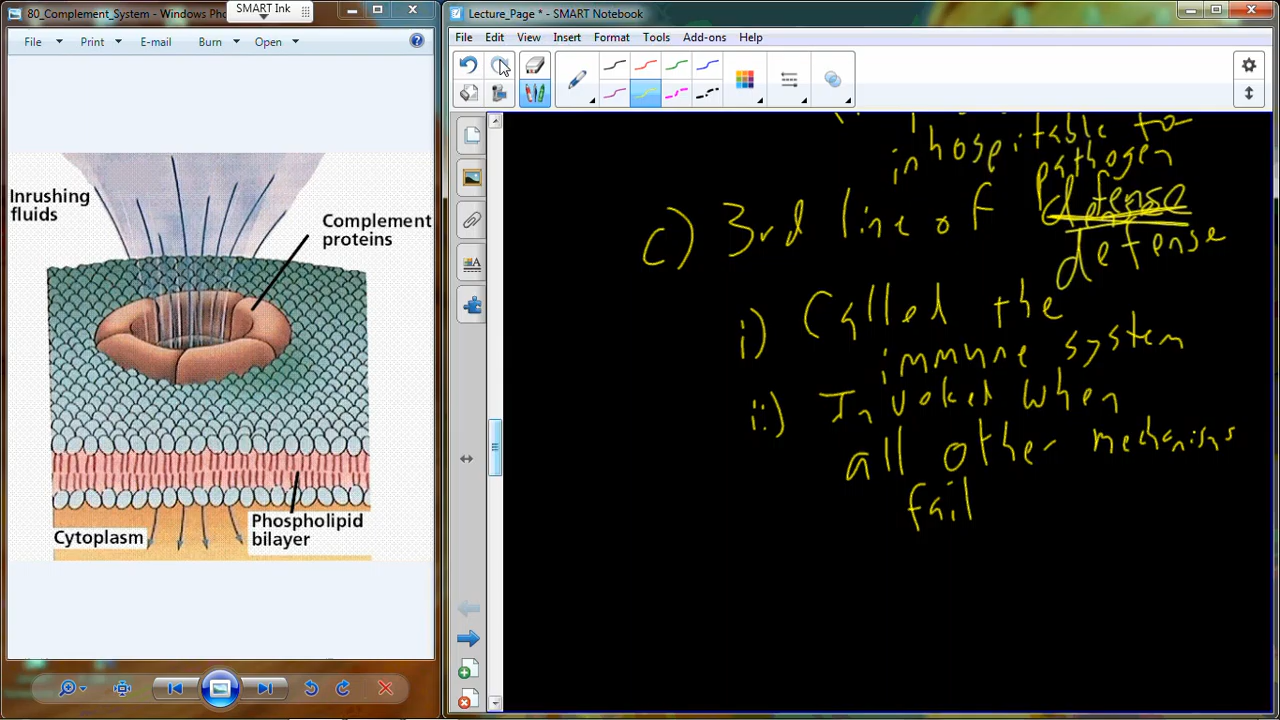 80_Complement_System - Windows Pho
SMART Ink
File Print E-mail Burn Open
Inrushing
fluids
Complement
proteins
Phospholipid
bilayer
Cytoplasm
Lecture_Page * - SMART Notebook
File Edit View Insert Format Tools Add-ons Help
inhospitable to
pathogen
c) 3rd line of defense
defense
i) Called the
immune system
ii) Invoked when
all other mechanisms
fail